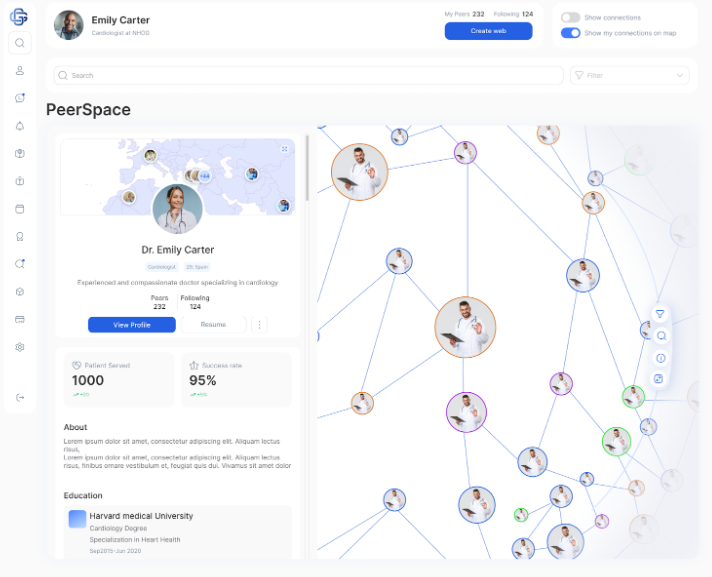 Emily Carter
Cardiologist at NHOG
My Peers 232 Following 124
Create web
Show connections
Show my connections on map
Search
Filter
PeerSpace
+44
Dr. Emily Carter
Cardiologist
Experienced and compassionate doctor specializing in cardiology
Peers Following
232 124
View Profile
Resume
Patient Served
1000
Success rate
95%
About
Lorem ipsum dolor sit amet, consectetur adipiscing elit. Aliquam lectus
risus,
Lorem ipsum dolor sit amet, consectetur adipiscing elit. Aliquam lectus
risus, finibus ornare vestibulum et, feugiat quis dui. Vivamus sit amet dolor
Education
Harvard medical University
Cardiology Degree
Specialization in Heart Health
Sep2015-Jun 2020